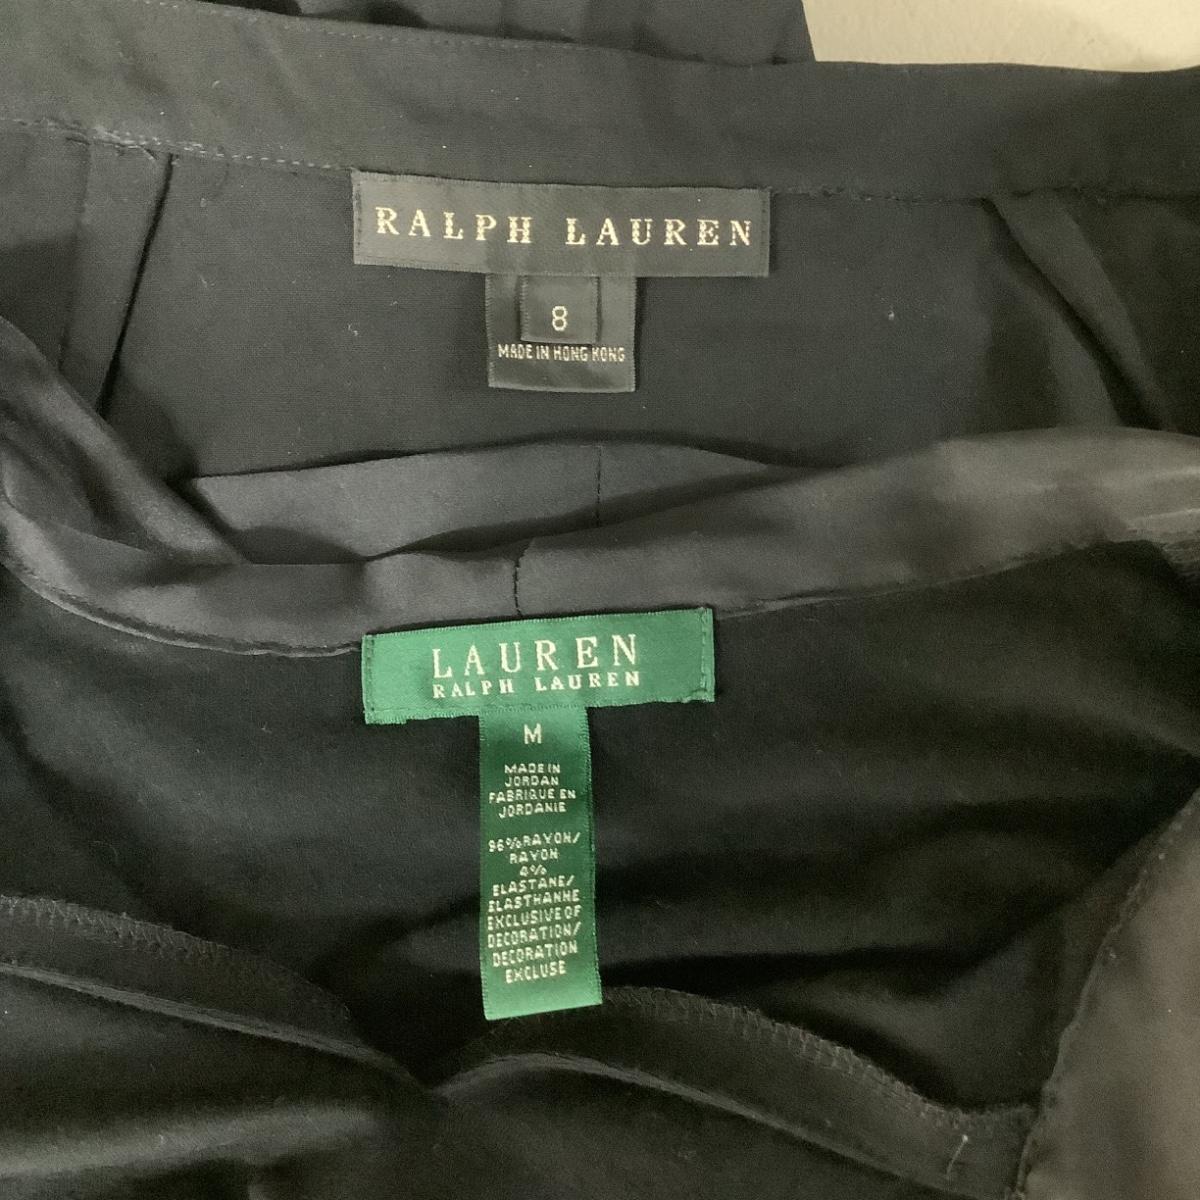 RALPH LAUREN
8
MADE IN HONG KONG
LAUREN
RALPH LAUREN
M
MADE IN
JORDAN
FABRIQUE EN
JORDANIE
96% RAYON/
RAYON
4%
ELASTANE/
ELASTHANNE
EXCLUSIVE OF
DECORATION/
DECORATION
EXCLUSE